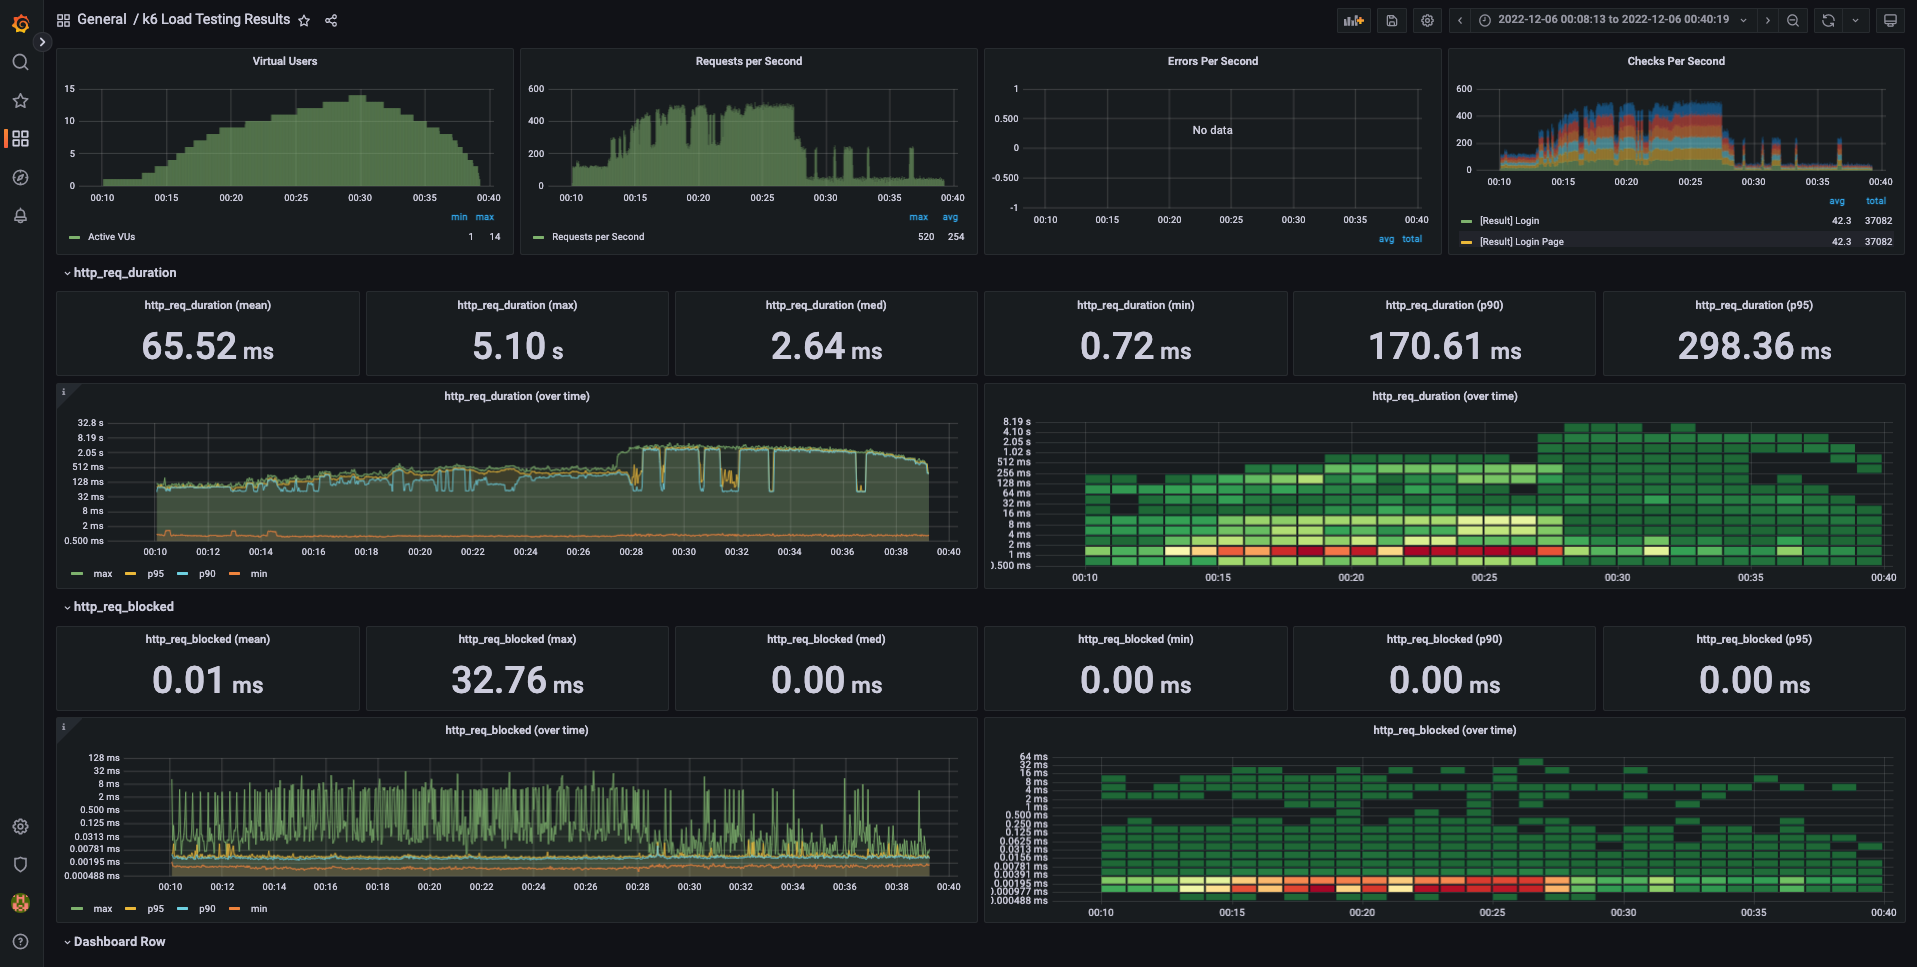 General / k6 Load Testing Results
2022-12-06 00:08:13 to 2022-12-06 00:40:19
Virtual Users
15
10
5
0
00:10 00:15 00:20 00:25 00:30 00:35 00:40
min max
Active VUs 1 14
Requests per Second
600
400
200
0
00:10 00:15 00:20 00:25 00:30 00:35 00:40
max avg
Requests per Second 520 254
Errors Per Second
1
0.500
0
-0.500
-1
No data
00:10 00:15 00:20 00:25 00:30 00:35 00:40
avg total
Checks Per Second
600
400
200
0
00:10 00:15 00:20 00:25 00:30 00:35 00:40
avg total
[Result] Login 42.3 37082
[Result] Login Page 42.3 37082
http_req_duration
http_req_duration (mean)
65.52 ms
http_req_duration (max)
5.10 s
http_req_duration (med)
2.64 ms
http_req_duration (min)
0.72 ms
http_req_duration (p90)
170.61 ms
http_req_duration (p95)
298.36 ms
http_req_duration (over time)
32.8 s
8.19 s
2.05 s
512 ms
128 ms
32 ms
8 ms
2 ms
0.500 ms
00:10 00:12 00:14 00:16 00:18 00:20 00:22 00:24 00:26 00:28 00:30 00:32 00:34 00:36 00:38 00:40
max p95 p90 min
http_req_duration (over time)
8.19 s
4.10 s
2.05 s
1.02 s
512 ms
256 ms
128 ms
64 ms
32 ms
16 ms
8 ms
4 ms
2 ms
1 ms
0.500 ms
00:10 00:15 00:20 00:25 00:30 00:35 00:40
http_req_blocked
http_req_blocked (mean)
0.01 ms
http_req_blocked (max)
32.76 ms
http_req_blocked (med)
0.00 ms
http_req_blocked (min)
0.00 ms
http_req_blocked (p90)
0.00 ms
http_req_blocked (p95)
0.00 ms
http_req_blocked (over time)
128 ms
32 ms
8 ms
2 ms
0.500 ms
0.125 ms
0.0313 ms
0.00781 ms
0.00195 ms
0.000488 ms
00:10 00:12 00:14 00:16 00:18 00:20 00:22 00:24 00:26 00:28 00:30 00:32 00:34 00:36 00:38 00:40
max p95 p90 min
http_req_blocked (over time)
64 ms
32 ms
16 ms
8 ms
4 ms
2 ms
1 ms
0.500 ms
0.250 ms
0.125 ms
0.0625 ms
0.0313 ms
0.0156 ms
0.00781 ms
0.00391 ms
0.00195 ms
0.000977 ms
0.000488 ms
00:10 00:15 00:20 00:25 00:30 00:35 00:40
Dashboard Row